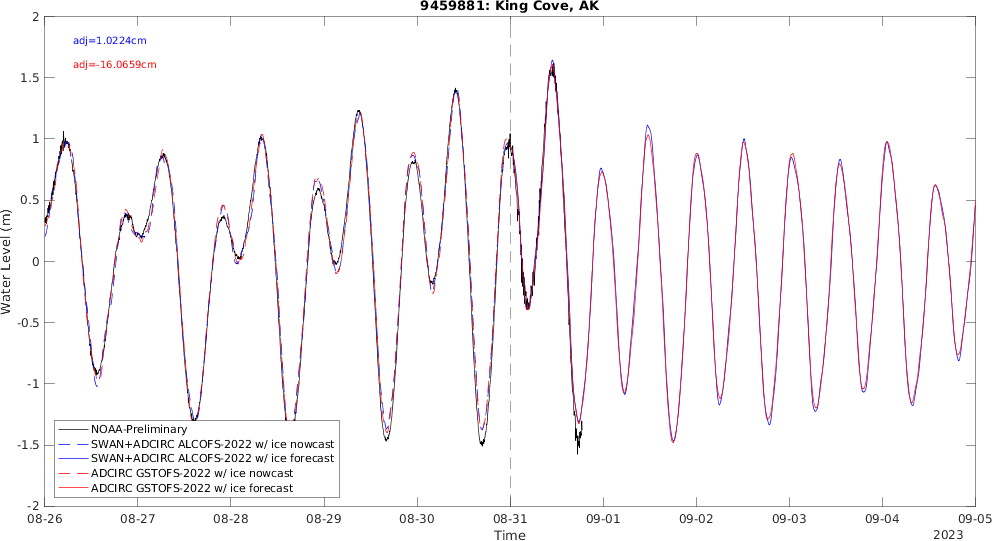 9459881: King Cove, AK
adj=1.0224cm
adj=-16.0659cm
Water Level (m)
2
1.5
1
0.5
0
-0.5
-1
-1.5
-2
NOAA-Preliminary
SWAN+ADCIRC ALCOFS-2022 w/ ice nowcast
SWAN+ADCIRC ALCOFS-2022 w/ ice forecast
ADCIRC GSTOFS-2022 w/ ice nowcast
ADCIRC GSTOFS-2022 w/ ice forecast
08-26 08-27 08-28 08-29 08-30 08-31 09-01 09-02 09-03 09-04 09-05
Time
2023